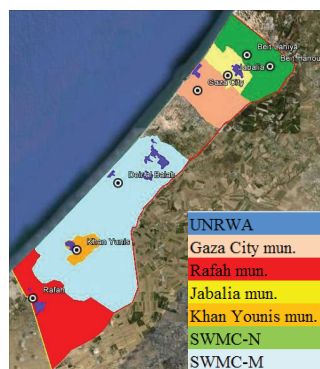 Beit Lahiya
Beit Hanou
Jabalia
Gaza City
Deir el Balah
Khan Yunis
Rafah
UNRWA
Gaza City mun.
Rafah mun.
Jabalia mun.
Khan Younis mun.
SWMC-N
SWMC-M